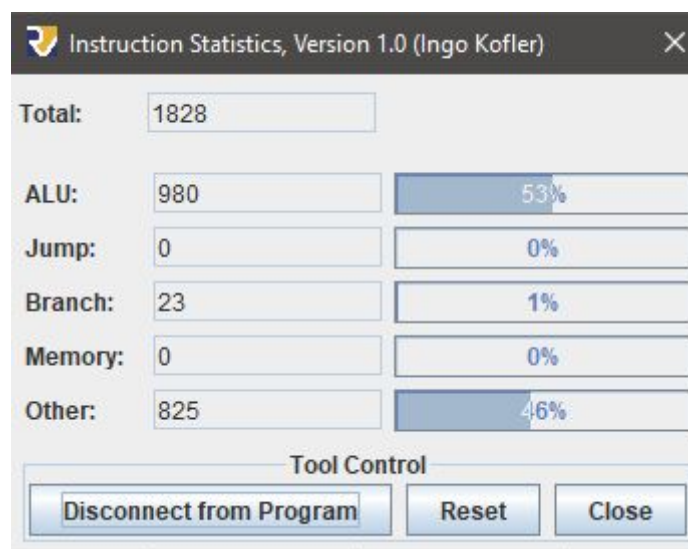 Instruction Statistics, Version 1.0 (Ingo Kofler)
Total: 1828
ALU: 980 53%
Jump: 0 0%
Branch: 23 1%
Memory: 0 0%
Other: 825 46%
Tool Control
Disconnect from Program Reset Close